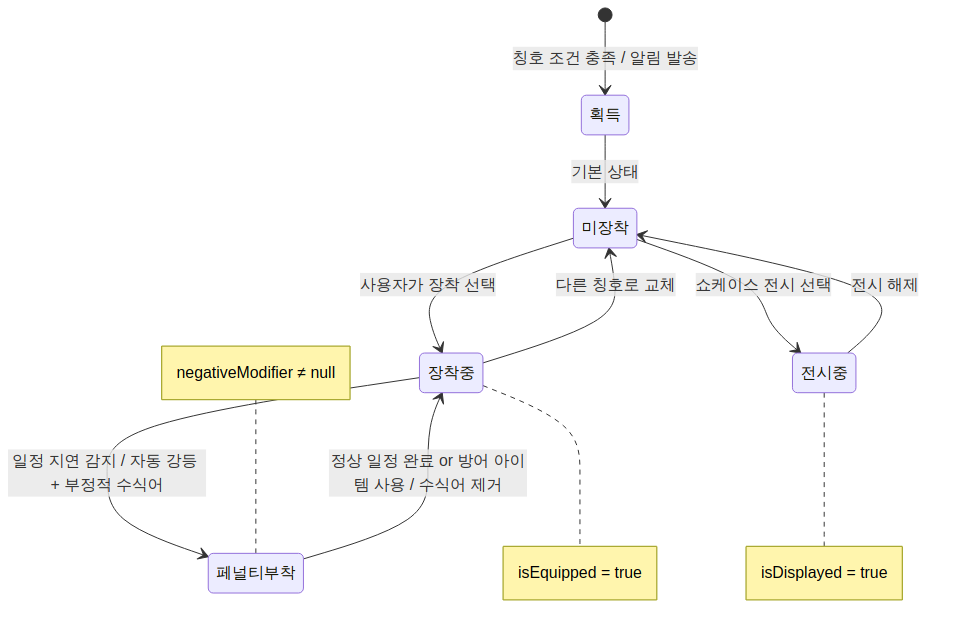 칭호 조건 충족 / 알림 발송
획득
기본 상태
미장착
사용자가 장착 선택
다른 칭호로 교체
쇼케이스 전시 선택
전시 해제
negativeModifier ≠ null
장착중
전시중
일정 지연 감지 / 자동 강등
+ 부정적 수식어
정상 일정 완료 or 방어 아이
템 사용 / 수식어 제거
페널티부착
isEquipped = true
isDisplayed = true